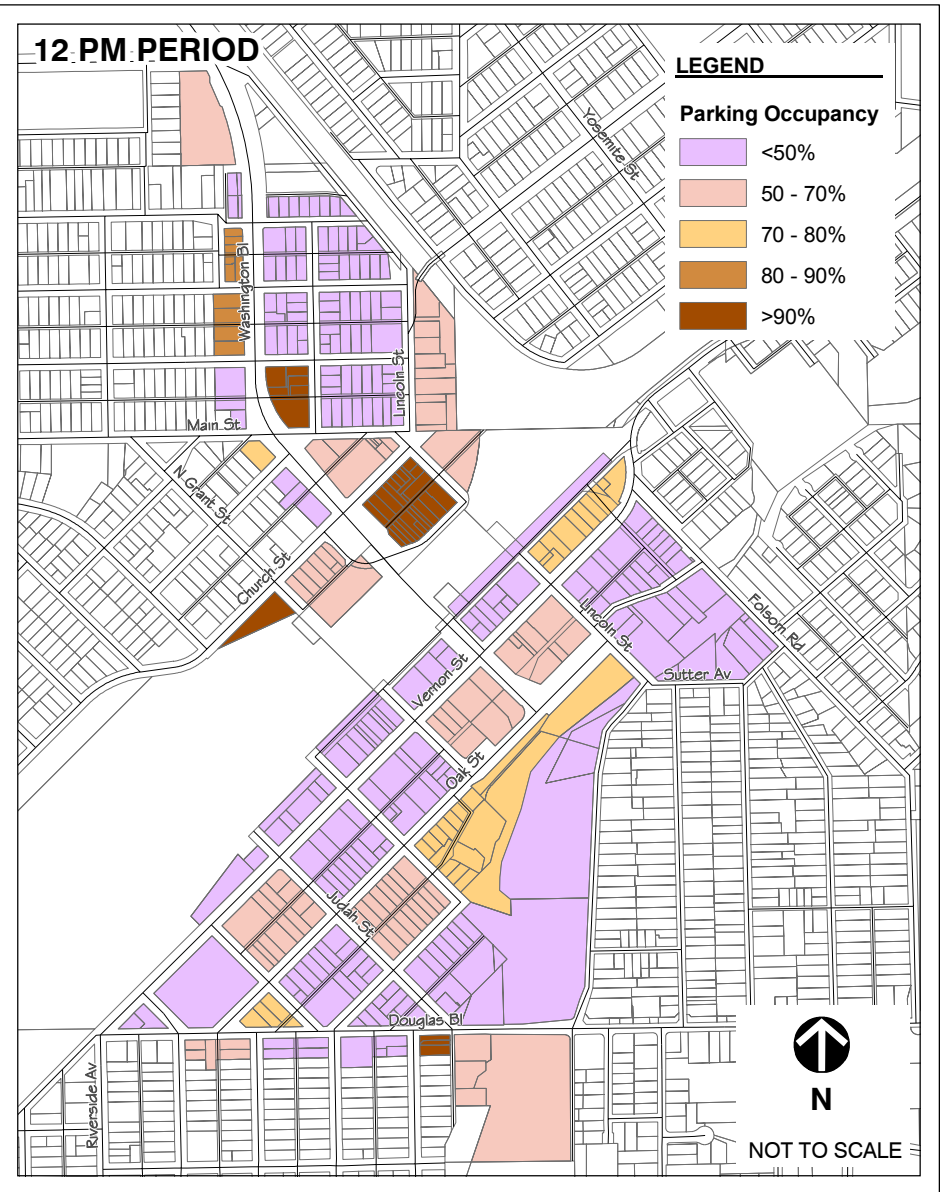 12 PM PERIOD
LEGEND
Parking Occupancy
<50%
50 - 70%
70 - 80%
80 - 90%
>90%
Yosemite St
Washington Bl
Lincoln St
Main St
N Grant St
Church St
Lincoln St
Folsom Rd
Sutter Av
Vernon St
Oak St
Judah St
Douglas Bl
Riverside Av
N
NOT TO SCALE